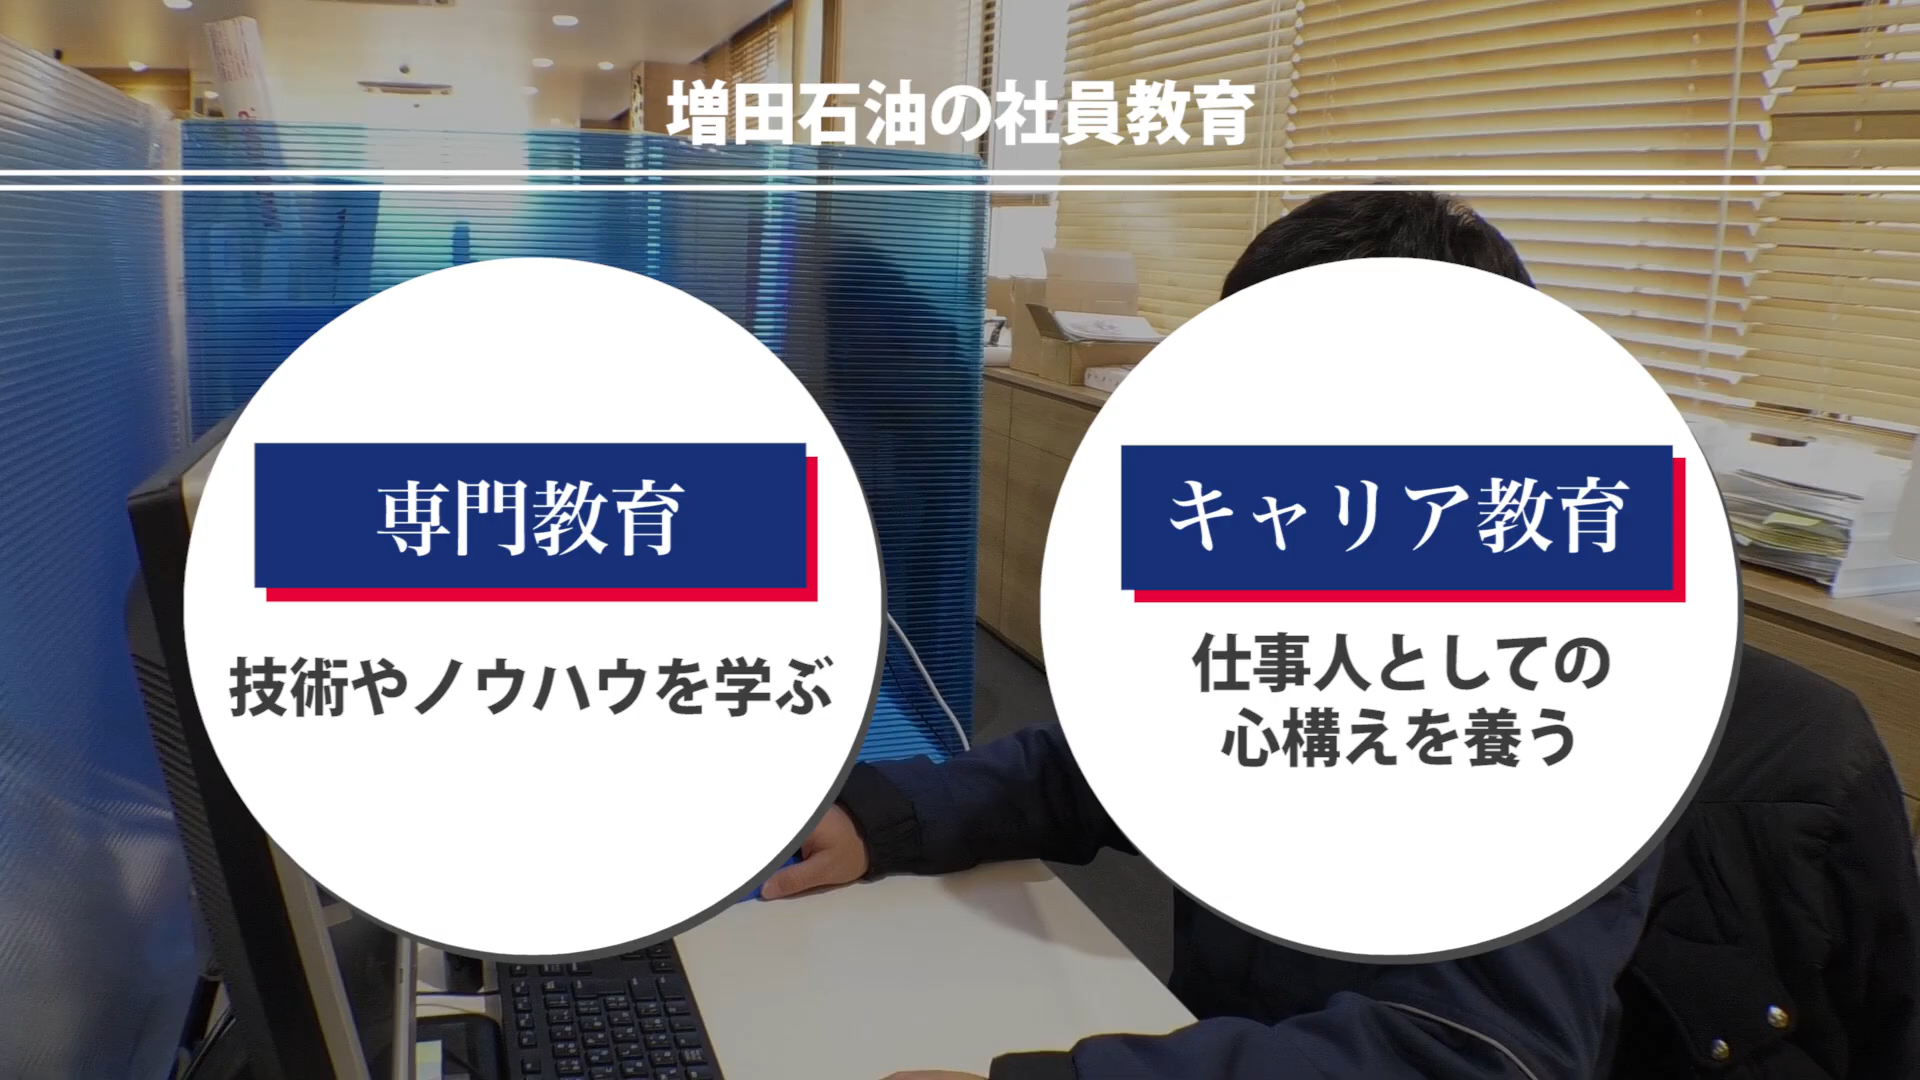 増田石油の社員教育
専門教育
技術やノウハウを学ぶ
キャリア教育
仕事人としての
心構えを養う